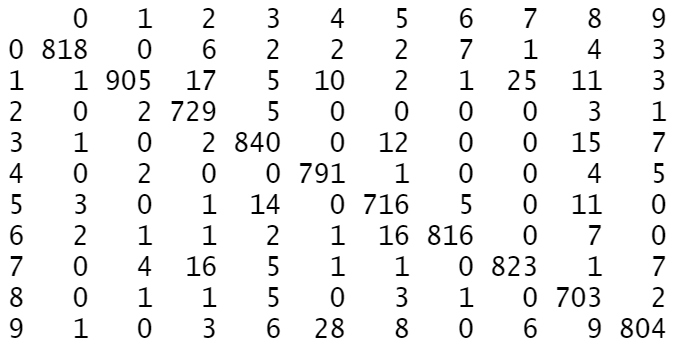 0 1 2 3 4 5 6 7 8 9
0 818 0 6 2 2 2 7 1 4 3
1 1 905 17 5 10 2 1 25 11 3
2 0 2 729 5 0 0 0 0 3 1
3 1 0 2 840 0 12 0 0 15 7
4 0 2 0 0 791 1 0 0 4 5
5 3 0 1 14 0 716 5 0 11 0
6 2 1 1 2 1 16 816 0 7 0
7 0 4 16 5 1 1 0 823 1 7
8 0 1 1 5 0 3 1 0 703 2
9 1 0 3 6 28 8 0 6 9 804